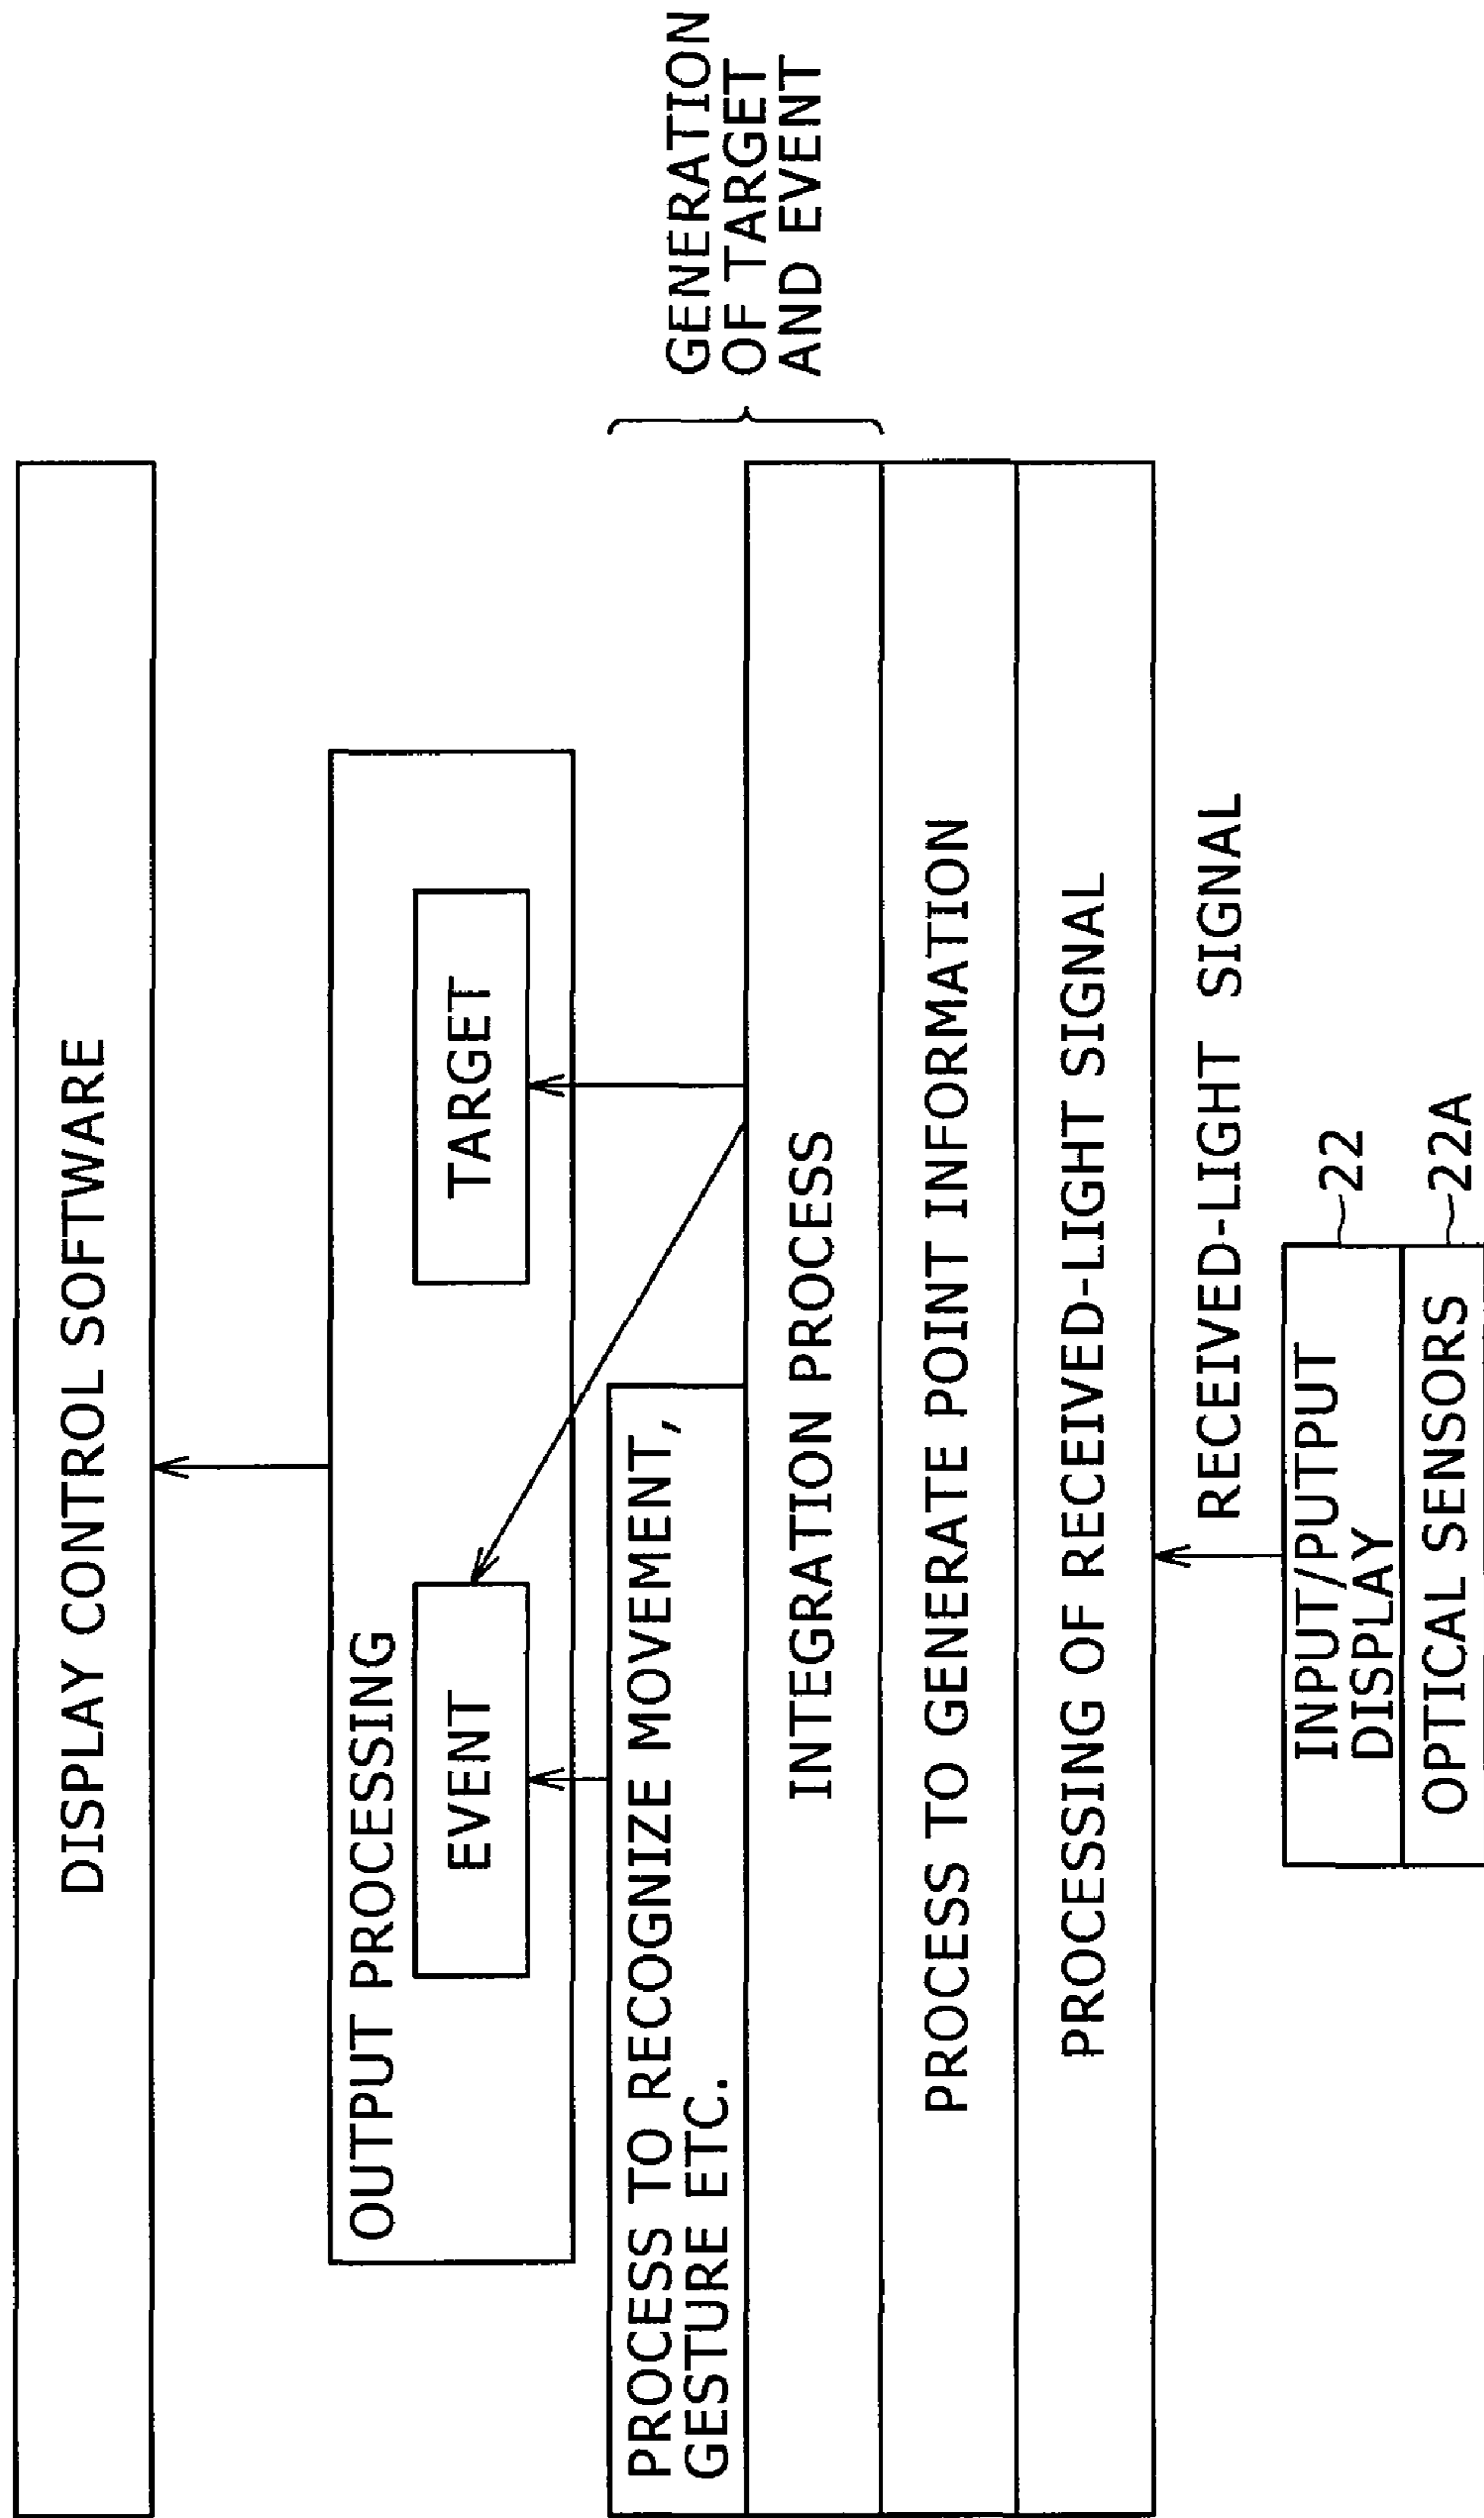 DISPLAY CONTROL SOFTWARE
OUTPUT PROCESSING
EVENT
TARGET
PROCESS TO RECOGNIZE MOVEMENT,
GESTURE ETC.
GENERATION
OF TARGET
AND EVENT
INTEGRATION PROCESS
PROCESS TO GENERATE POINT INFORMATION
PROCESSING OF RECEIVED-LIGHT SIGNAL
RECEIVED-LIGHT SIGNAL
INPUT/PUTPUT
DISPLAY
22
OPTICAL SENSORS
22A